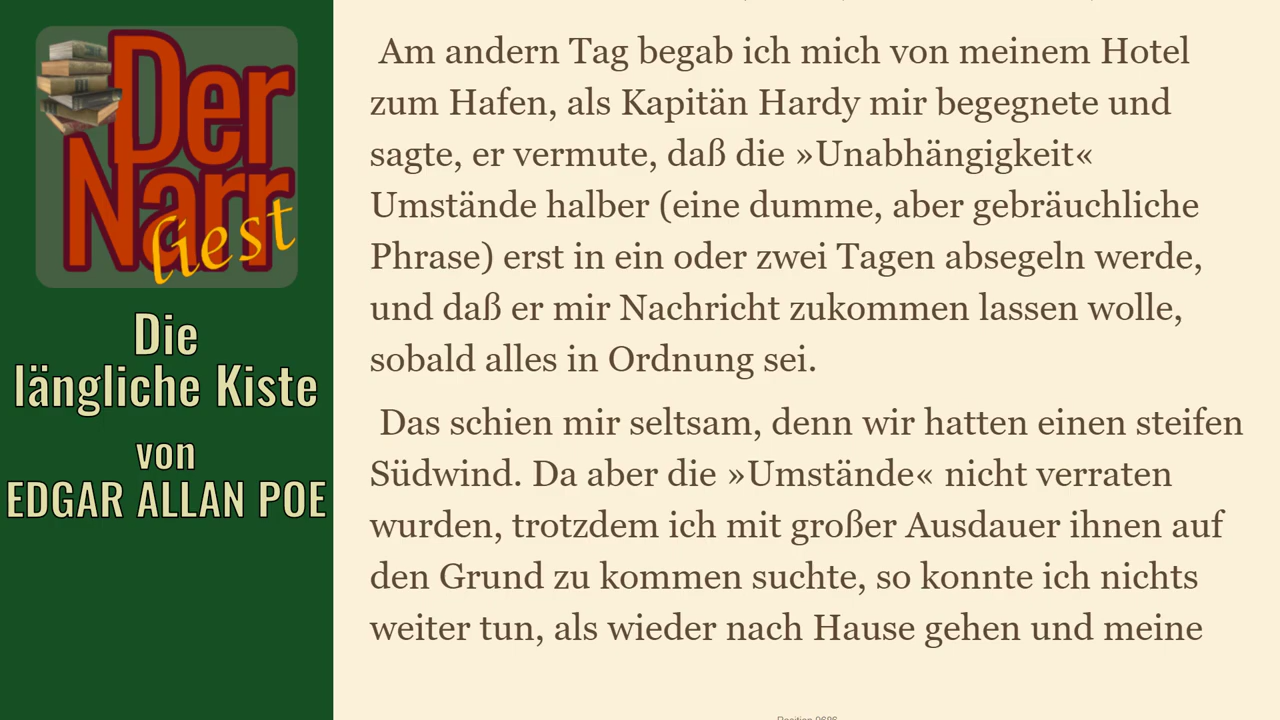 Der
Narr
liest
Die
längliche Kiste
von
EDGAR ALLAN POE
Am andern Tag begab ich mich von meinem Hotel
zum Hafen, als Kapitän Hardy mir begegnete und
sagte, er vermute, daß die »Unabhängigkeit«
Umstände halber (eine dumme, aber gebräuchliche
Phrase) erst in ein oder zwei Tagen absegeln werde,
und daß er mir Nachricht zukommen lassen wolle,
sobald alles in Ordnung sei.
Das schien mir seltsam, denn wir hatten einen steifen
Südwind. Da aber die »Umstände« nicht verraten
wurden, trotzdem ich mit großer Ausdauer ihnen auf
den Grund zu kommen suchte, so konnte ich nichts
weiter tun, als wieder nach Hause gehen und meine